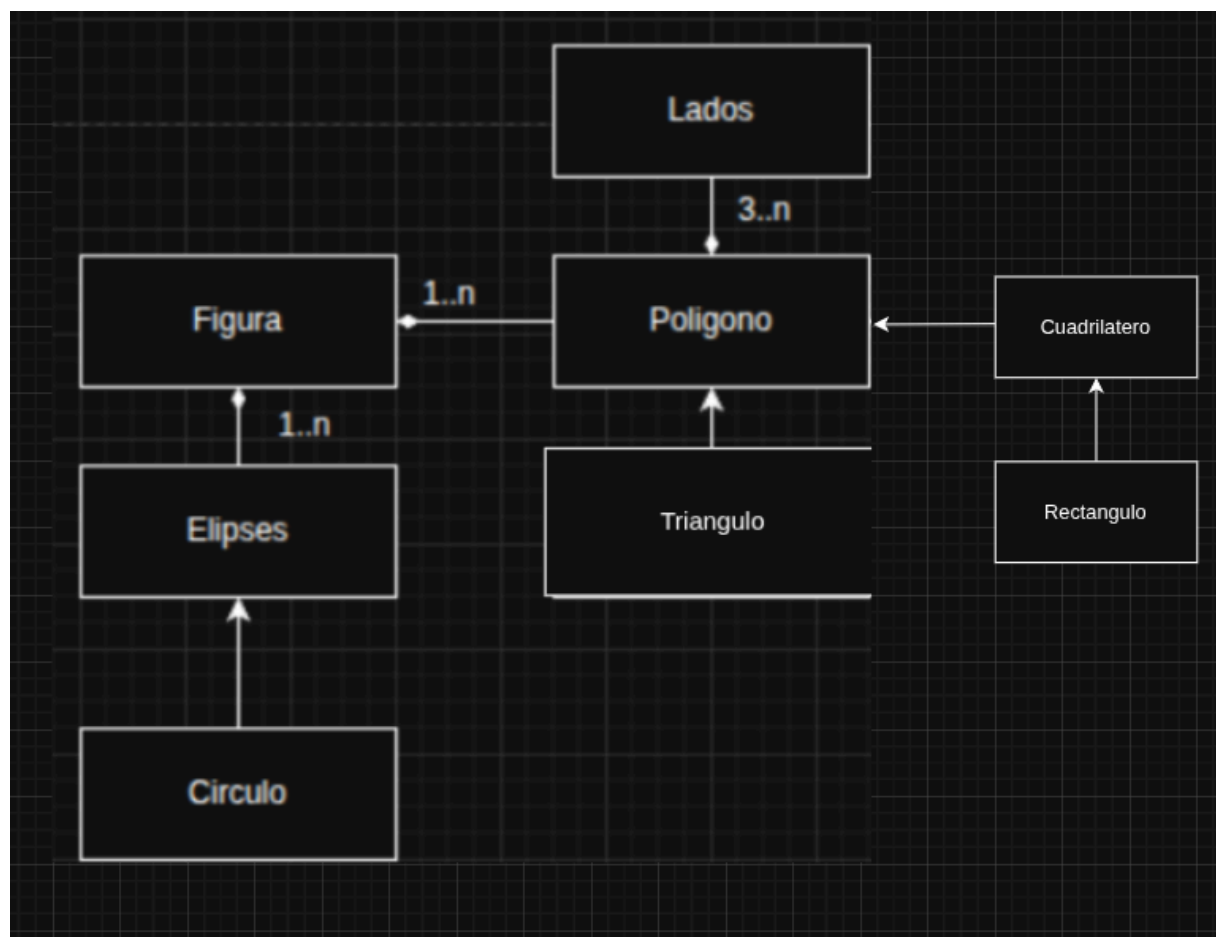 Lados
3..n
Figura
1..n
Poligono
Cuadrilatero
1..n
Elipses
Triangulo
Rectangulo
Circulo